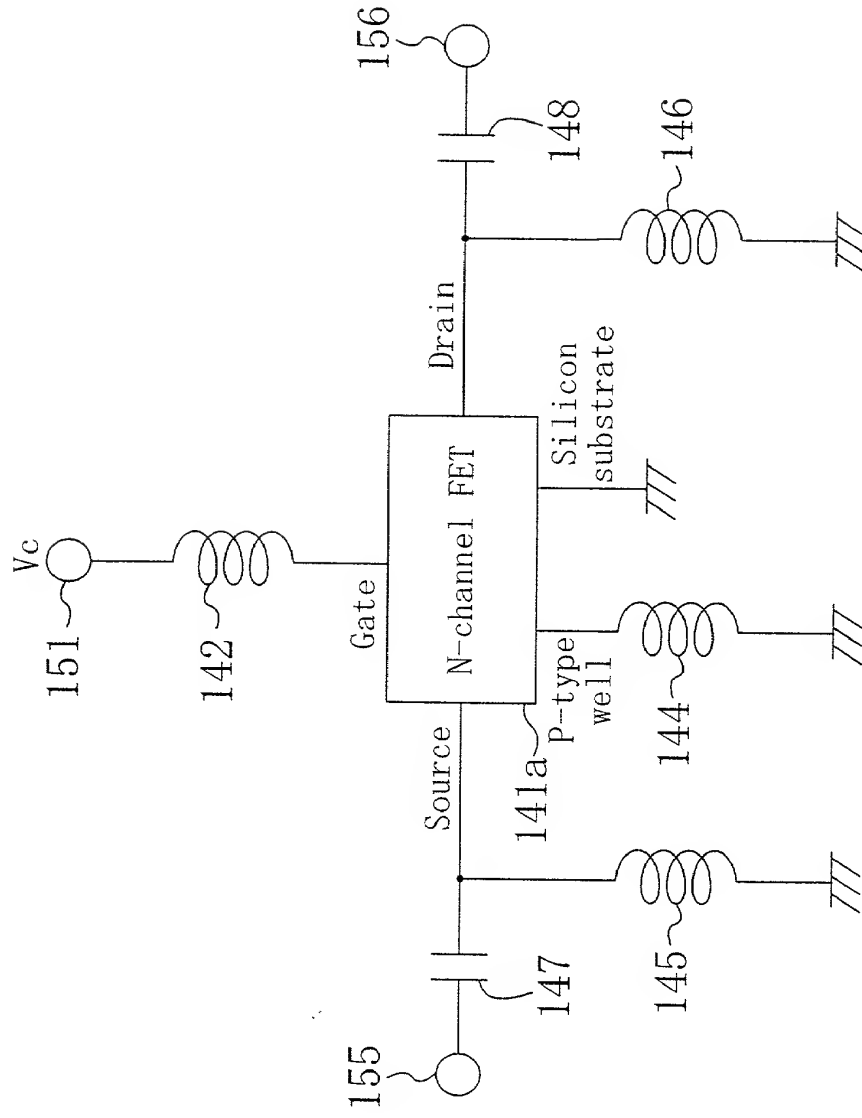 Vc
151
142
Gate
N-channel FET
Source
Drain
141a
P-type
well
Silicon
substrate
155
147
145
144
156
148
146